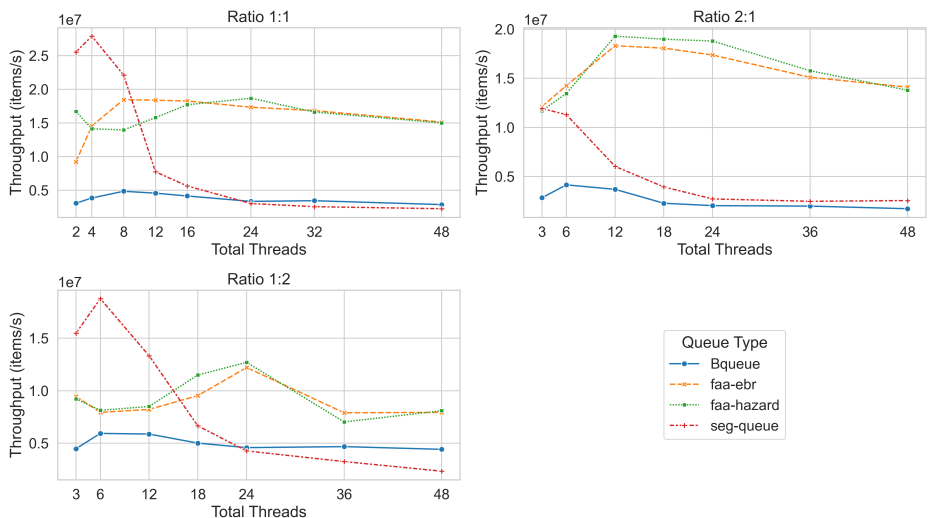 Ratio 1:1
1e7
Throughput (items/s)
2.5
2.0
1.5
1.0
0.5
2 4 8 12 16 24 32 48
Total Threads
Ratio 2:1
1e7
Throughput (items/s)
2.0
1.5
1.0
0.5
3 6 12 18 24 36 48
Total Threads
Ratio 1:2
1e7
Throughput (items/s)
1.5
1.0
0.5
3 6 12 18 24 36 48
Total Threads
Queue Type
Bqueue
faa-ebr
faa-hazard
seg-queue